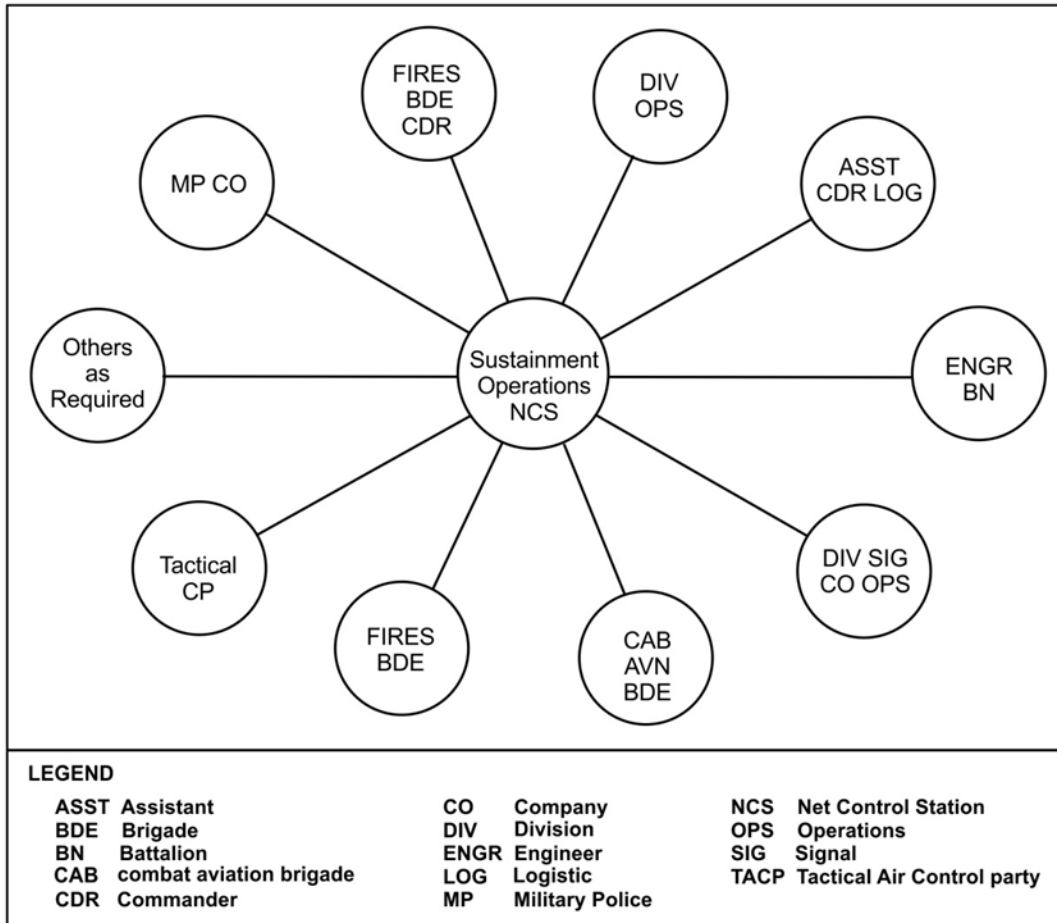 FIRES
BDE
CDR
DIV
OPS
MP CO
ASST
CDR LOG
Others
as
Required
Sustainment
Operations
NCS
ENGR
BN
Tactical
CP
DIV SIG
CO OPS
FIRES
BDE
CAB
AVN
BDE
LEGEND
ASST Assistant
BDE Brigade
BN Battalion
CAB combat aviation brigade
CDR Commander
CO Company
DIV Division
ENGR Engineer
LOG Logistic
MP Military Police
NCS Net Control Station
OPS Operations
SIG Signal
TACP Tactical Air Control party